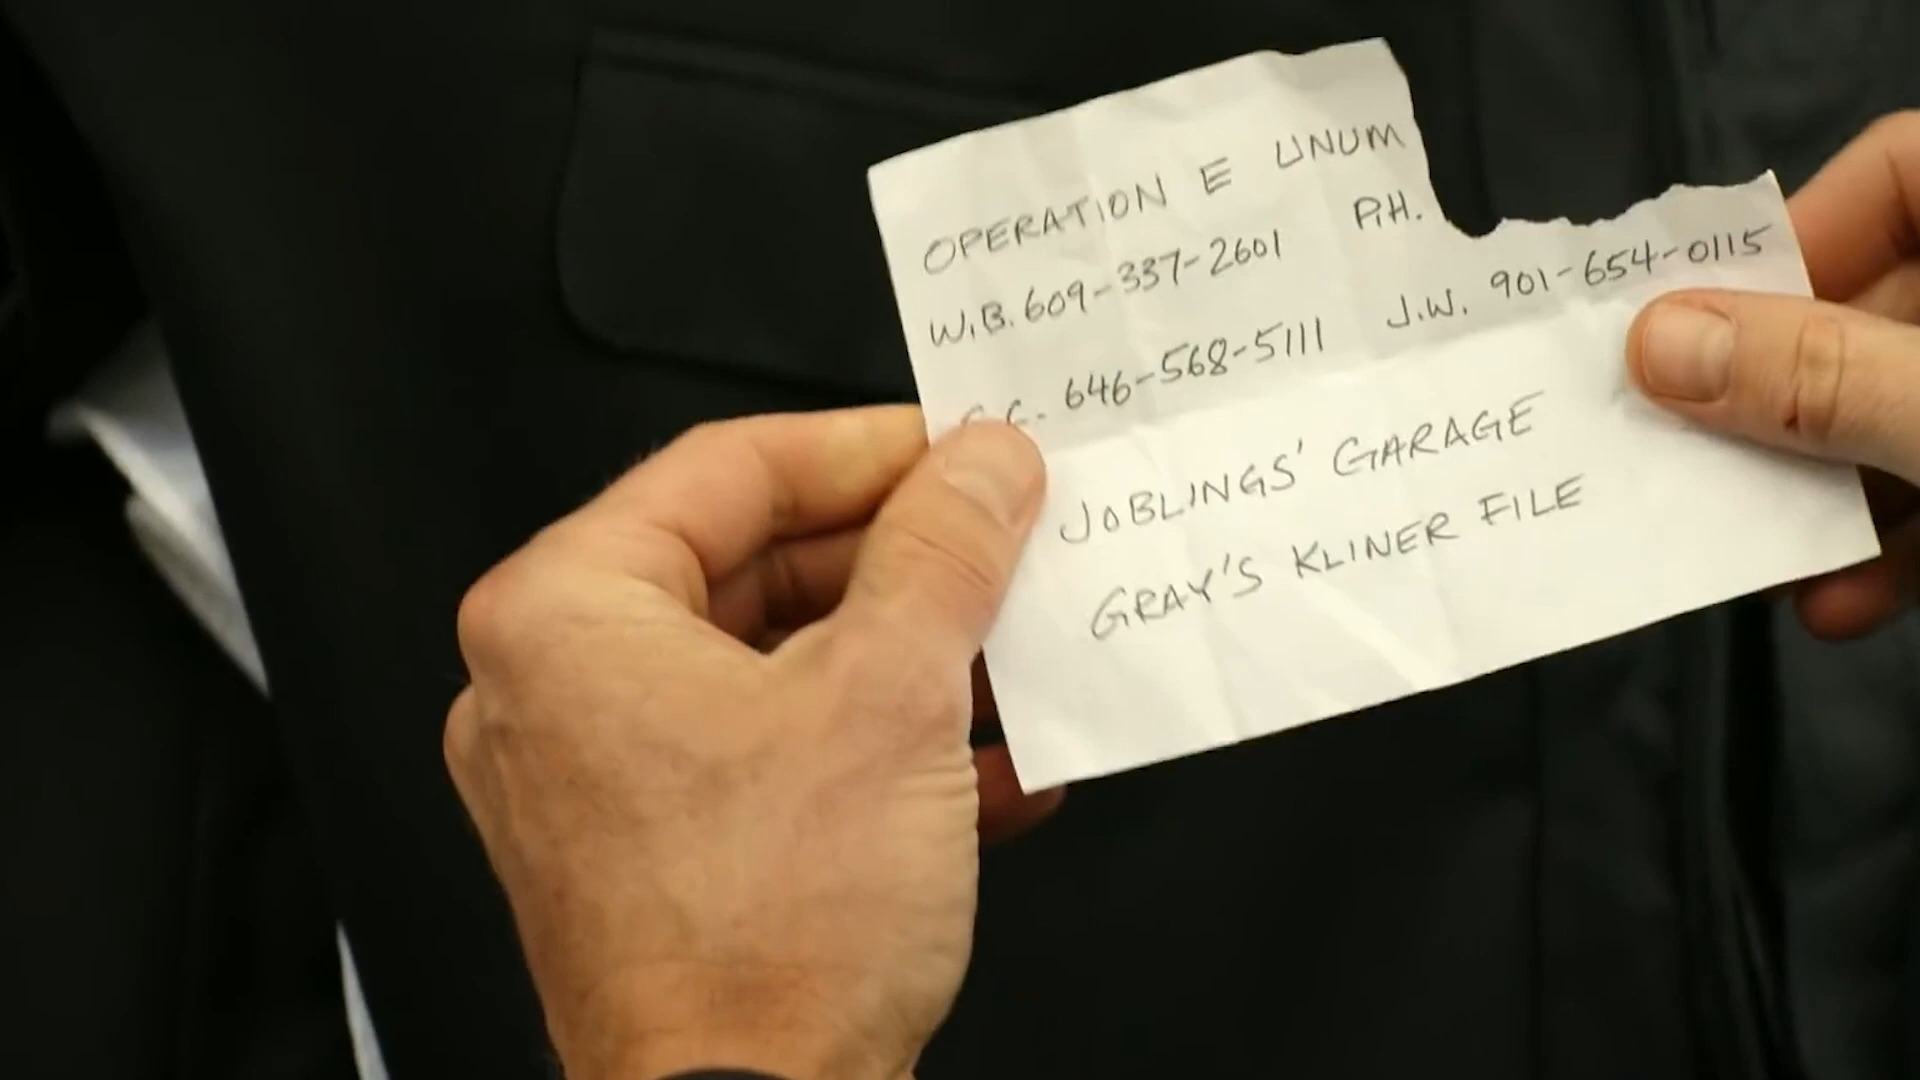 OPERATION E UNUM
W.B. 609-337-2601 P.H.
C. 646-568-5111 J.W. 901-654-0115
JOBLINGS' GARAGE
GRAY'S KLINER FILE